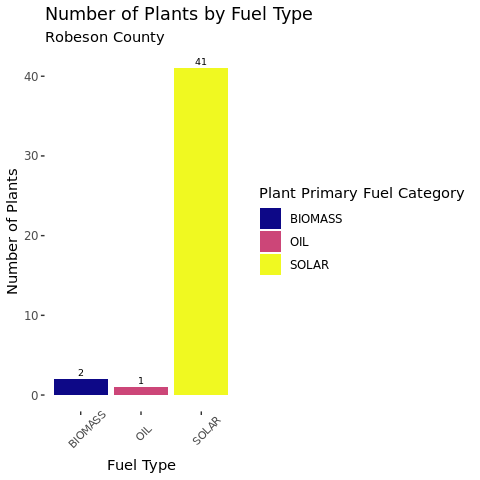 Number of Plants by Fuel Type
Robeson County
41
40
30
20
10
0
2
1
Number of Plants
BIOMASS
OIL
SOLAR
Fuel Type
Plant Primary Fuel Category
BIOMASS
OIL
SOLAR